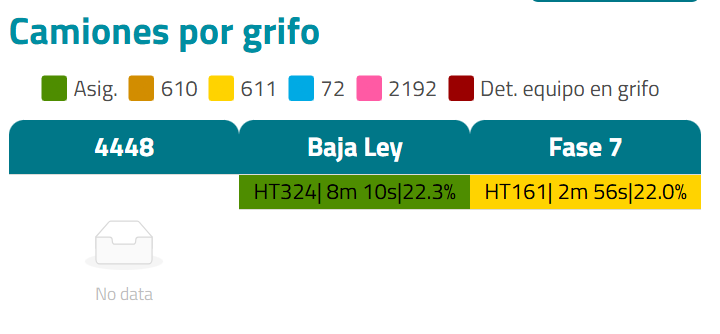 Camiones por grifo
Asig. 610 611 72 2192 Det. equipo en grifo
4448 Baja Ley Fase 7
HT324| 8m 10s|22.3% HT161| 2m 56s|22.0%
No data